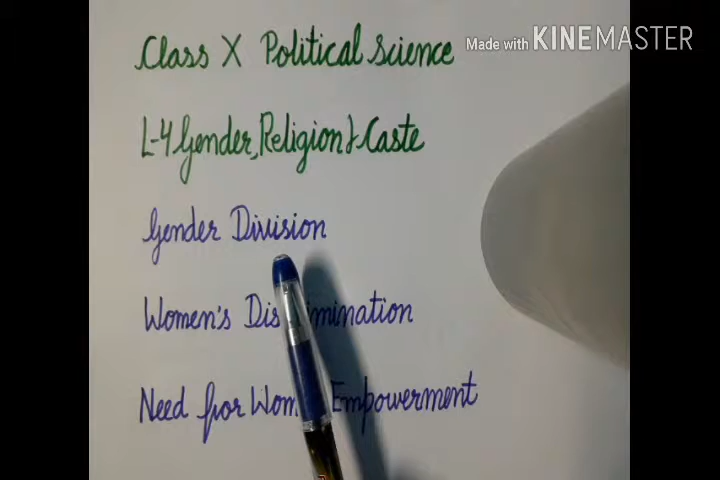 Class X Political Science
Made with KINEMASTER
L-4 Gender, Religion & Caste
Gender Division
Women's
Need for Empowerment